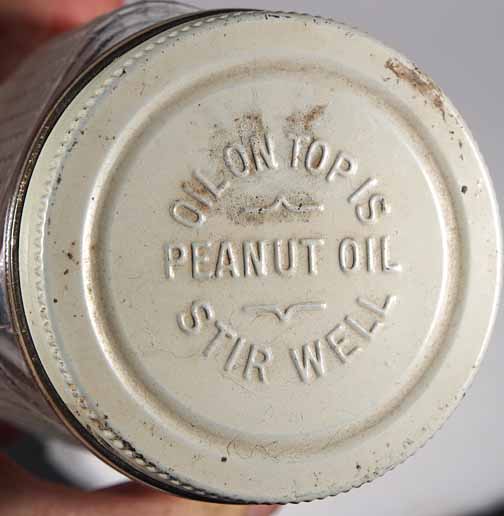 OIL ON TOP IS
PEANUT OIL
STIR WELL